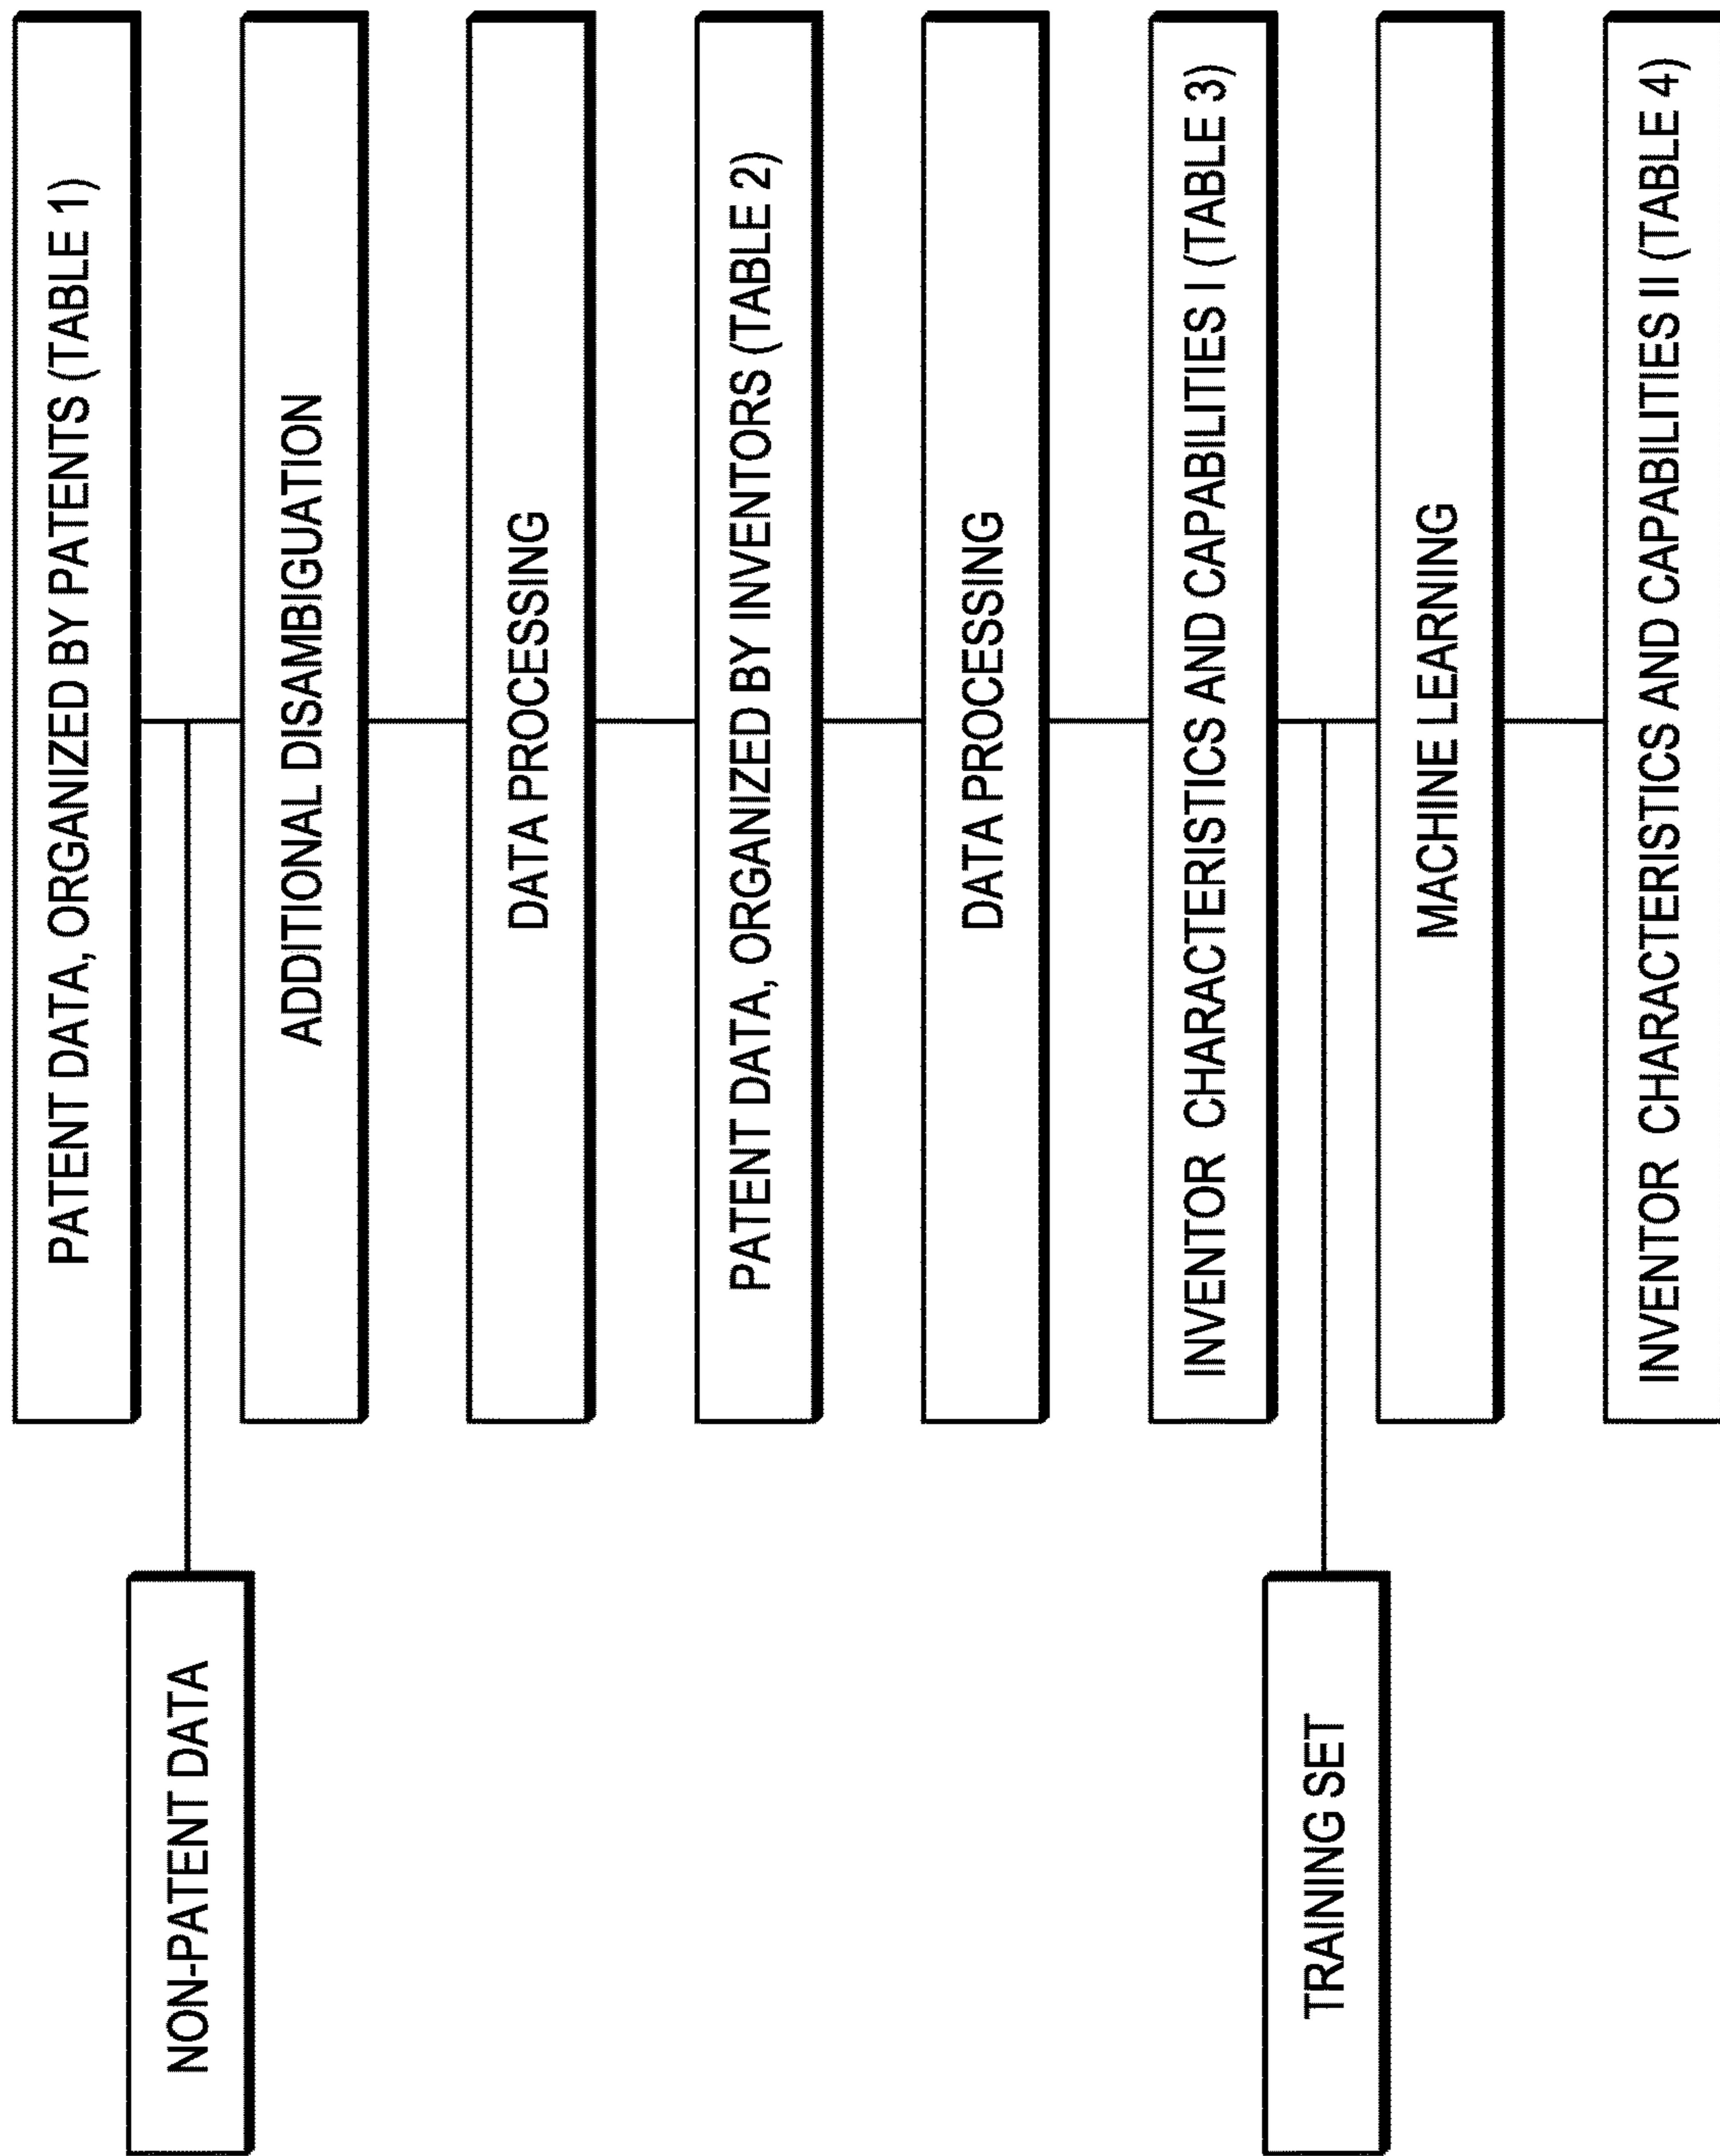 PATENT DATA, ORGANIZED BY PATENTS (TABLE 1)
NON-PATENT DATA
ADDITIONAL DISAMBIGUATION
DATA PROCESSING
PATENT DATA, ORGANIZED BY INVENTORS (TABLE 2)
DATA PROCESSING
INVENTOR CHARACTERISTICS AND CAPABILITIES I (TABLE 3)
TRAINING SET
MACHINE LEARNING
INVENTOR CHARACTERISTICS AND CAPABILITIES II (TABLE 4)